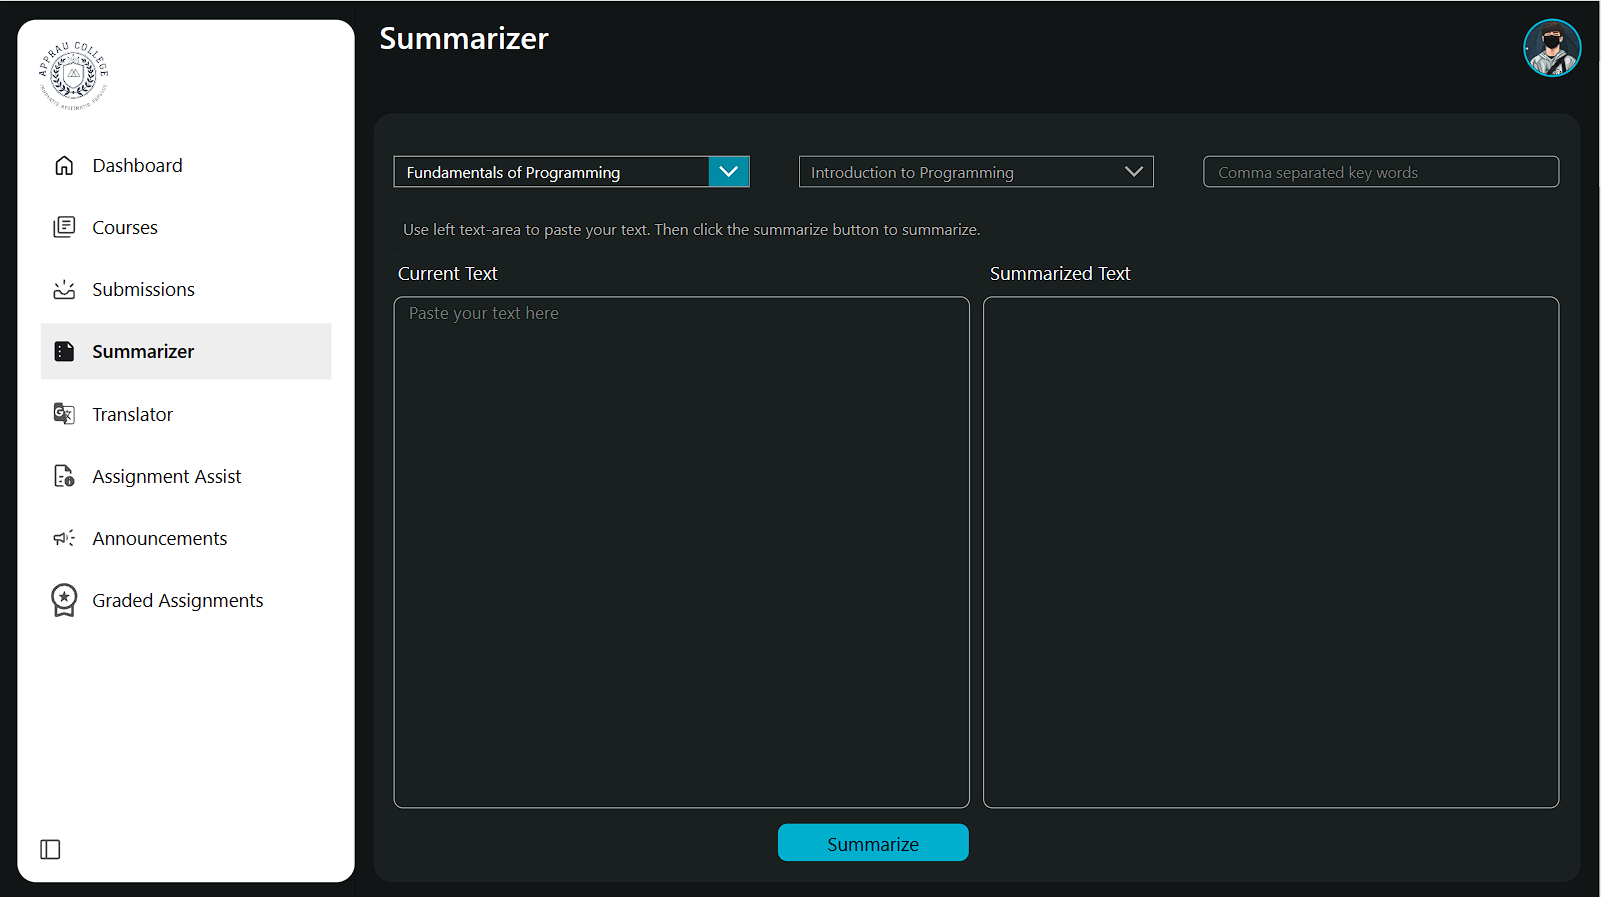 APPRAU COLLEGE
Summarizer
Dashboard
Courses
Submissions
Summarizer
Translator
Assignment Assist
Announcements
Graded Assignments
Fundamentals of Programming
Introduction to Programming
Comma separated key words
Use left text-area to paste your text. Then click the summarize button to summarize.
Current Text
Summarized Text
Paste your text here
Summarize